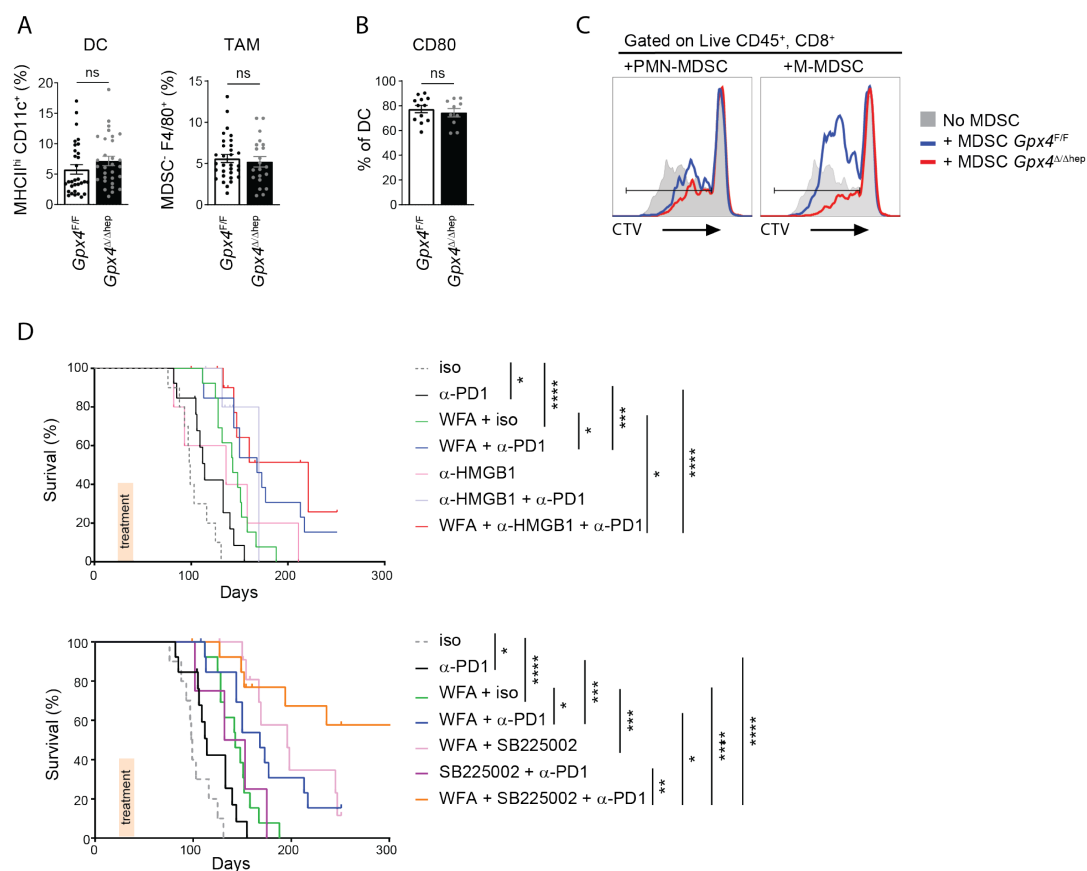 A
B
C
DC
TAM
CD80
ns
ns
ns
MHCII^hi CD11c⁺ (%)
20
15
10
5
0
Gpx4^F/F
Gpx4^Δ/Δhep
MDSC⁻ F4/80⁺ (%)
15
10
5
0
Gpx4^F/F
Gpx4^Δ/Δhep
% of DC
100
80
60
40
20
0
Gpx4^F/F
Gpx4^Δ/Δhep
Gated on Live CD45⁺, CD8⁺
+PMN-MDSC
+M-MDSC
CTV
CTV
No MDSC
+ MDSC Gpx4^F/F
+ MDSC Gpx4^Δ/Δhep
D
Surival (%)
100
80
60
40
20
0
treatment
0
100
200
300
Days
iso
α-PD1
WFA + iso
WFA + α-PD1
α-HMGB1
α-HMGB1 + α-PD1
WFA + α-HMGB1 + α-PD1
*
****
*
***
*
****
Survival (%)
100
80
60
40
20
0
treatment
0
100
200
300
Days
iso
α-PD1
WFA + iso
WFA + α-PD1
WFA + SB225002
SB225002 + α-PD1
WFA + SB225002 + α-PD1
*
****
*
***
***
**
*
****
****